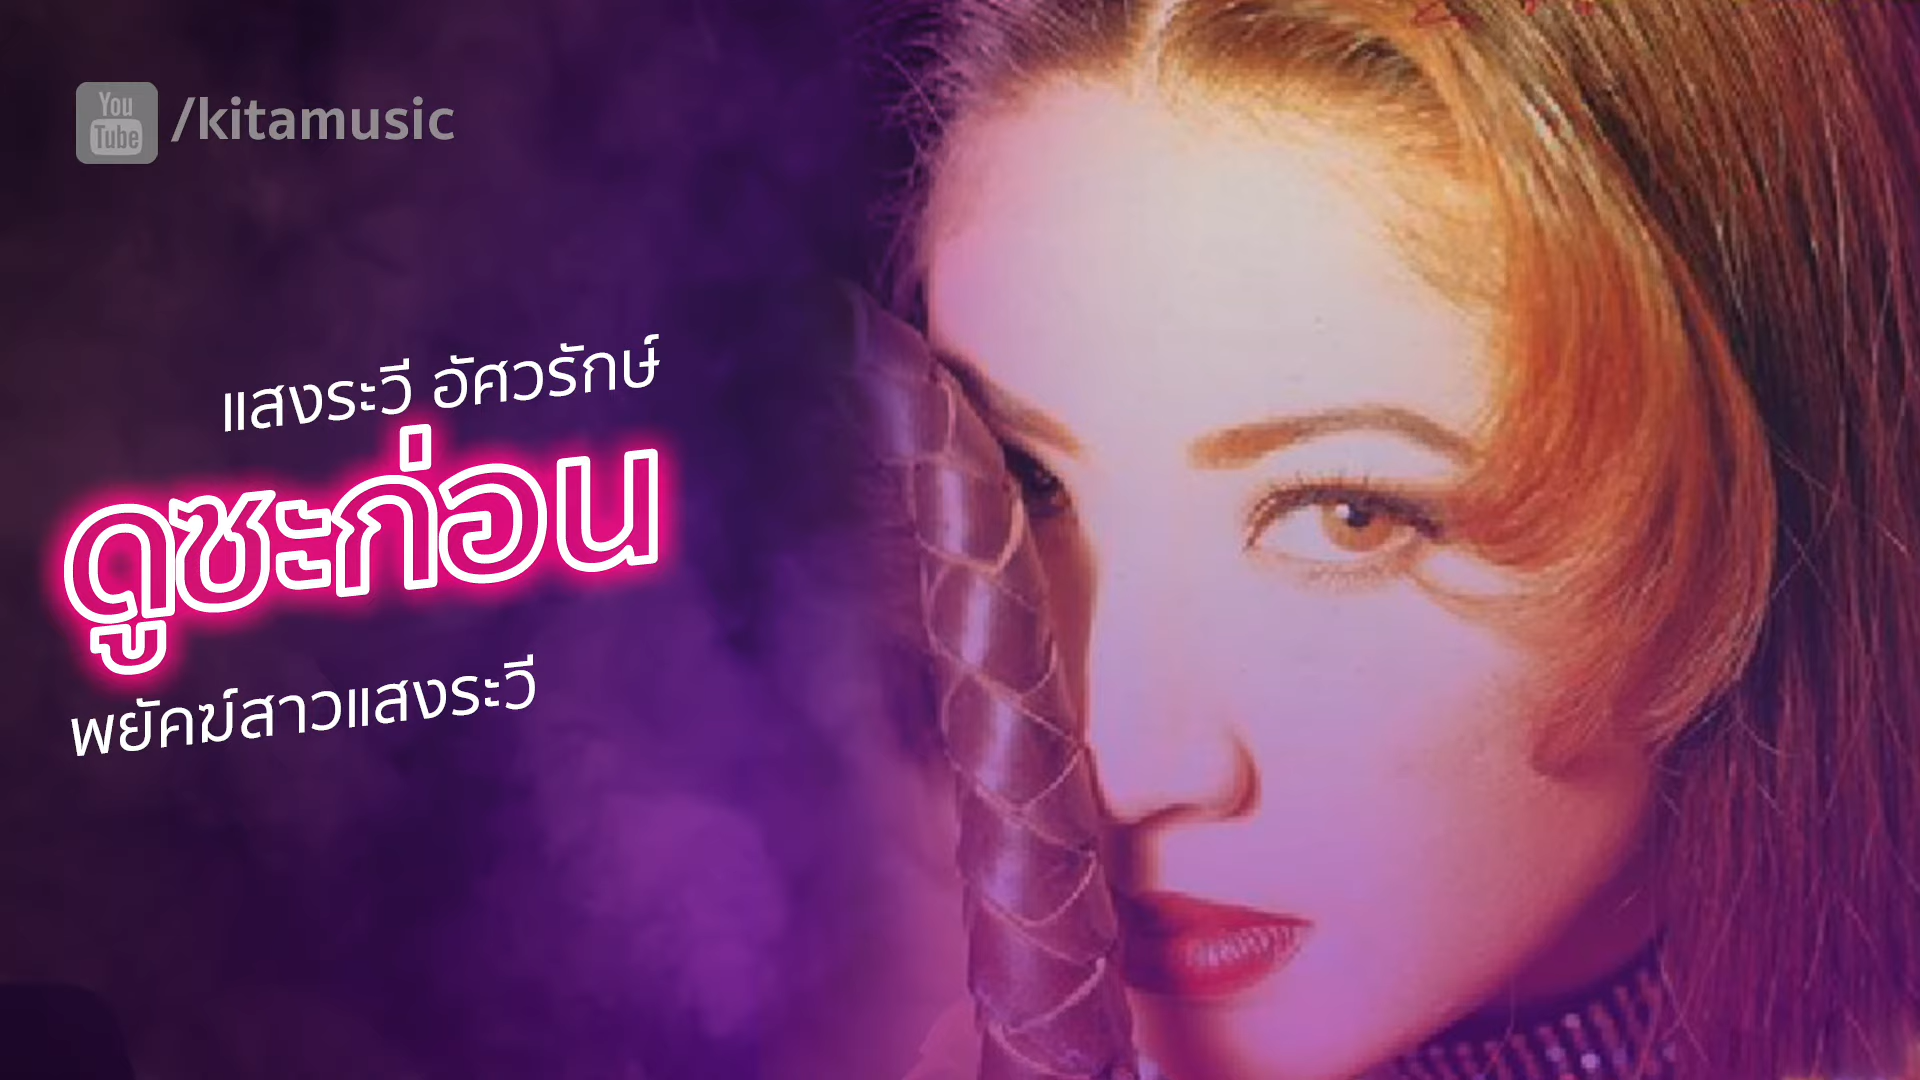 You
Tube /kitamusic
แสงระวี อัศวรักษ์
ดูซะก่อน
พยัคฆ์สาวแสงระวี